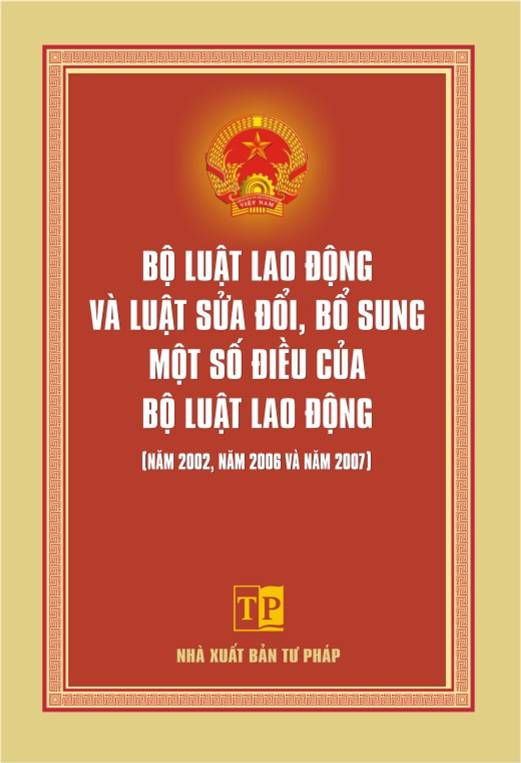 VIỆT NAM
BỘ LUẬT LAO ĐỘNG
VÀ LUẬT SỬA ĐỔI, BỔ SUNG
MỘT SỐ ĐIỀU CỦA
BỘ LUẬT LAO ĐỘNG
(NĂM 2002, NĂM 2006 VÀ NĂM 2007)
TP
NHÀ XUẤT BẢN TƯ PHÁP